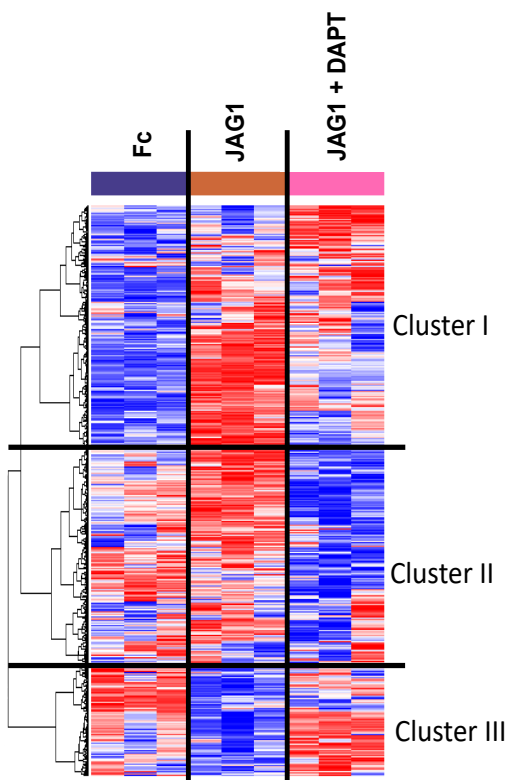 Fc
JAG1
JAG1 + DAPT
Cluster I
Cluster II
Cluster III